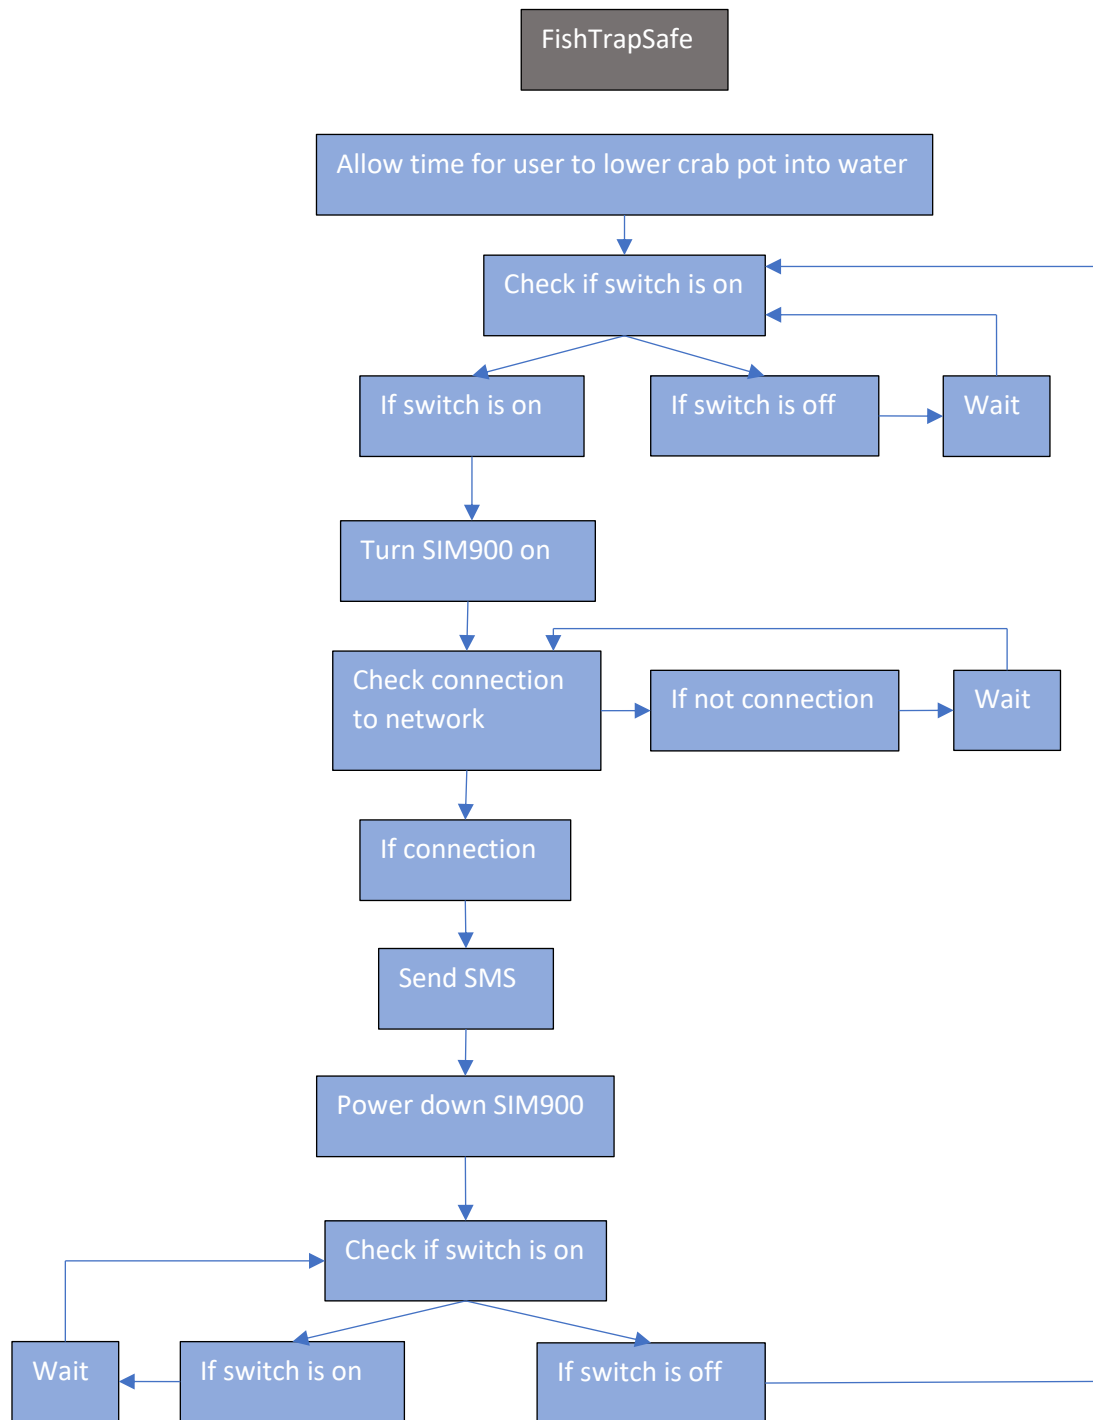 FishTrapSafe
Allow time for user to lower crab pot into water
Check if switch is on
If switch is on
If switch is off
Wait
Turn SIM900 on
Check connection
to network
If not connection
Wait
If connection
Send SMS
Power down SIM900
Check if switch is on
Wait
If switch is on
If switch is off